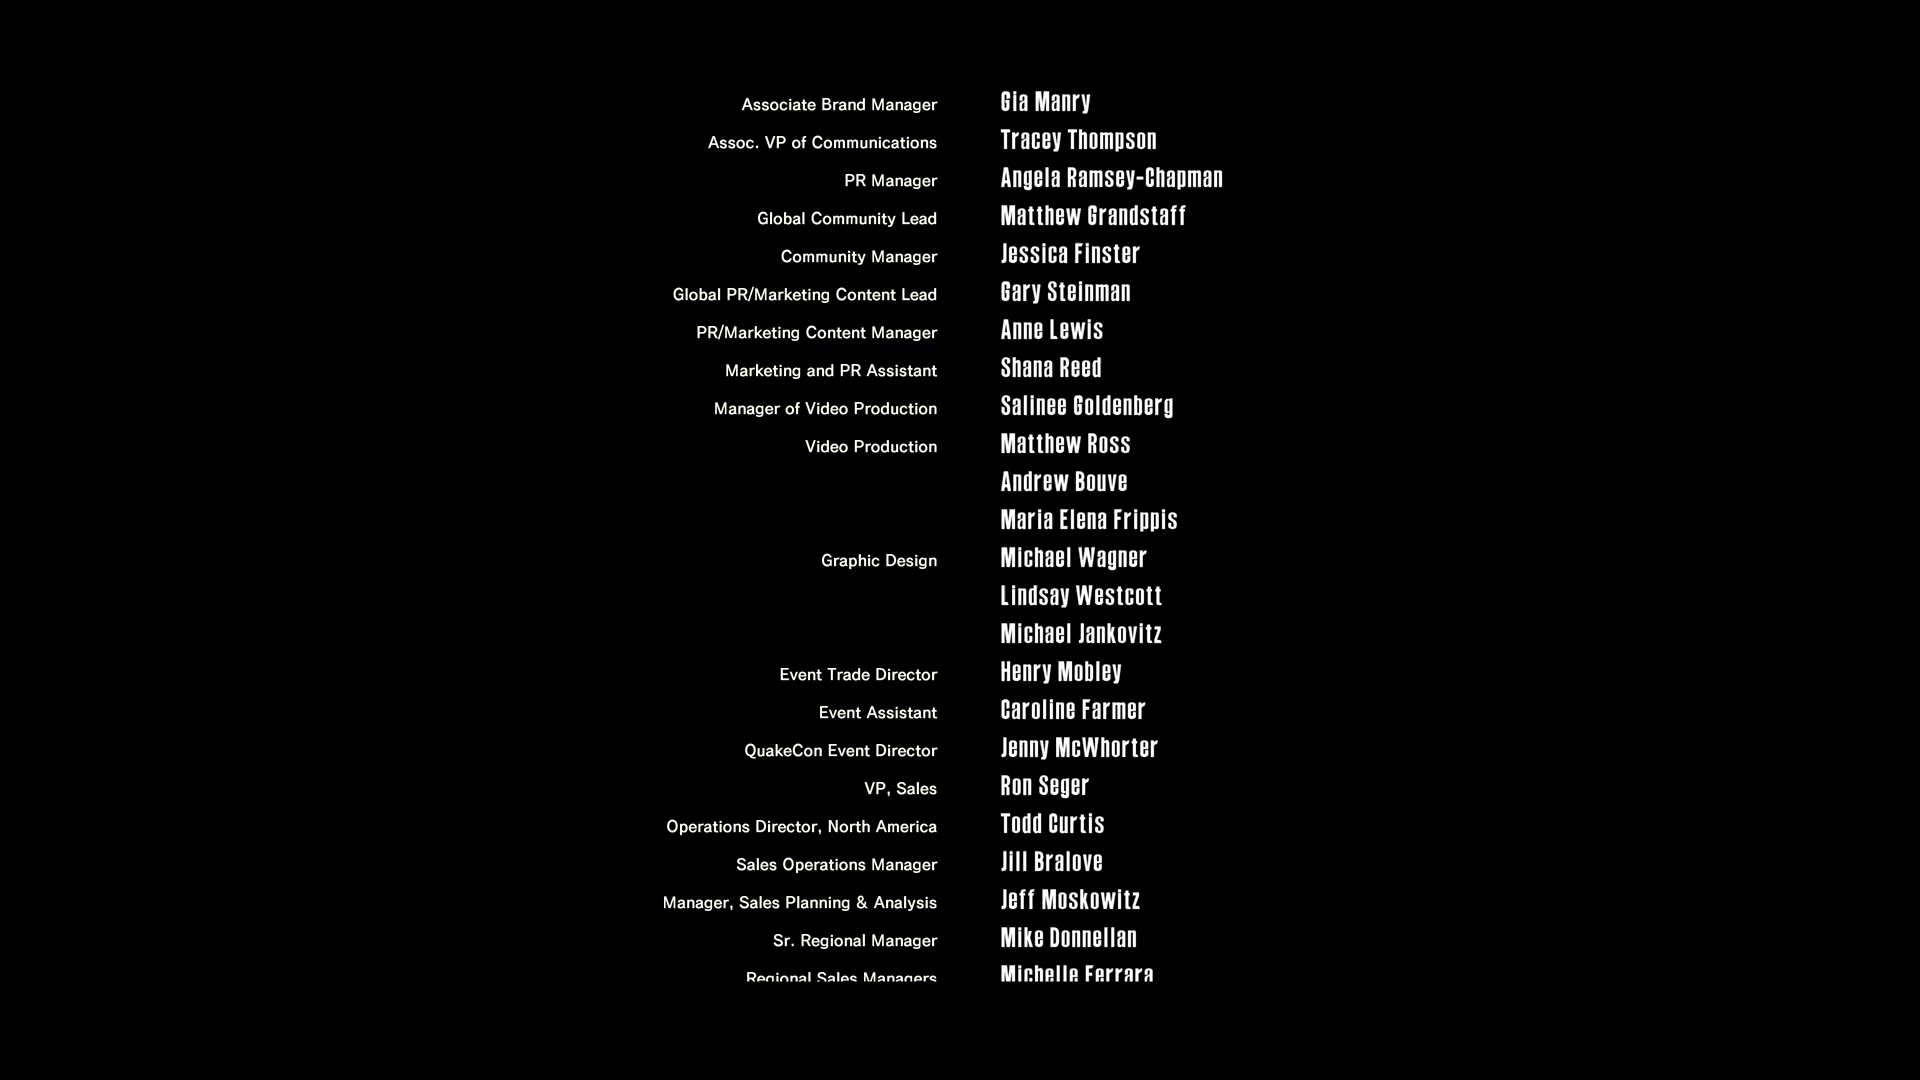 Associate Brand Manager Gia Manry
Assoc. VP of Communications Tracey Thompson
PR Manager Angela Ramsey-Chapman
Global Community Lead Matthew Grandstaff
Community Manager Jessica Finster
Global PR/Marketing Content Lead Gary Steinman
PR/Marketing Content Manager Anne Lewis
Marketing and PR Assistant Shana Reed
Manager of Video Production Salinee Goldenberg
Video Production Matthew Ross
Andrew Bouve
Maria Elena Frippis
Graphic Design Michael Wagner
Lindsay Westcott
Michael Jankovitz
Event Trade Director Henry Mobley
Event Assistant Caroline Farmer
QuakeCon Event Director Jenny McWhorter
VP, Sales Ron Seger
Operations Director, North America Todd Curtis
Sales Operations Manager Jill Bralove
Manager, Sales Planning & Analysis Jeff Moskowitz
Sr. Regional Manager Mike Donnellan
Regional Sales Managers Michelle Ferrara